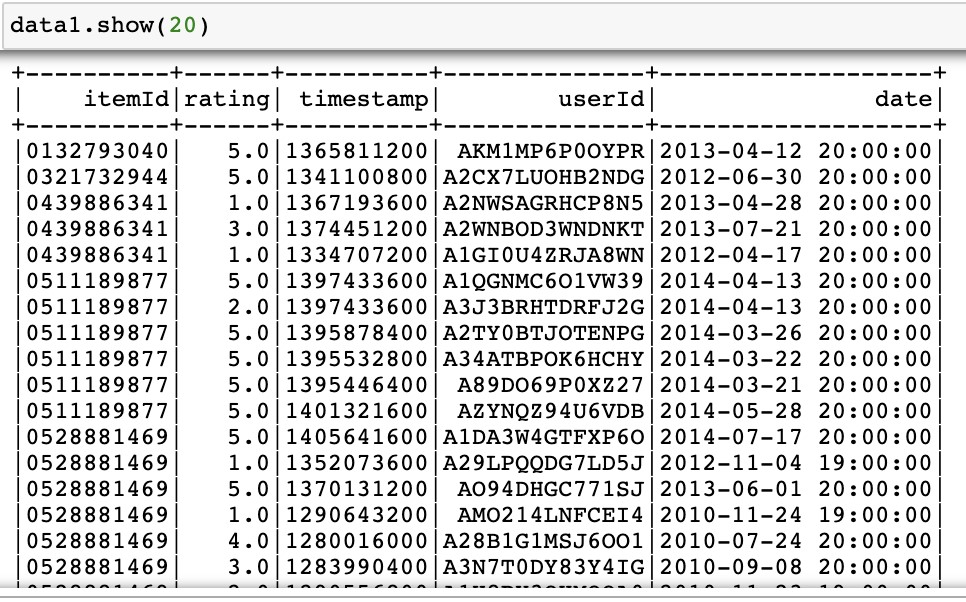 data1.show(20)
+----------+------+----------+--------------+-------------------+
|    itemId|rating| timestamp|        userId|               date|
+----------+------+----------+--------------+-------------------+
|0132793040|   5.0|1365811200| AKM1MP6P0OYPR|2013-04-12 20:00:00|
|0321732944|   5.0|1341100800|A2CX7LUOHB2NDG|2012-06-30 20:00:00|
|0439886341|   1.0|1367193600|A2NWSAGRHCP8N5|2013-04-28 20:00:00|
|0439886341|   3.0|1374451200|A2WNBOD3WNDNKT|2013-07-21 20:00:00|
|0439886341|   1.0|1334707200|A1GI0U4ZRJA8WN|2012-04-17 20:00:00|
|0511189877|   5.0|1397433600|A1QGNMC6O1VW39|2014-04-13 20:00:00|
|0511189877|   2.0|1397433600|A3J3BRHTDRFJ2G|2014-04-13 20:00:00|
|0511189877|   5.0|1395878400|A2TY0BTJOTENPG|2014-03-26 20:00:00|
|0511189877|   5.0|1395532800|A34ATBPOK6HCHY|2014-03-22 20:00:00|
|0511189877|   5.0|1395446400| A89DO69P0XZ27|2014-03-21 20:00:00|
|0511189877|   5.0|1401321600| AZYNQZ94U6VDB|2014-05-28 20:00:00|
|0528881469|   5.0|1405641600|A1DA3W4GTFXP6O|2014-07-17 20:00:00|
|0528881469|   1.0|1352073600|A29LPQQDG7LD5J|2012-11-04 19:00:00|
|0528881469|   5.0|1370131200| AO94DHGC771SJ|2013-06-01 20:00:00|
|0528881469|   1.0|1290643200| AMO214LNFCEI4|2010-11-24 19:00:00|
|0528881469|   4.0|1280016000|A28B1G1MSJ6OO1|2010-07-24 20:00:00|
|0528881469|   3.0|1283990400|A3N7T0DY83Y4IG|2010-09-08 20:00:00|